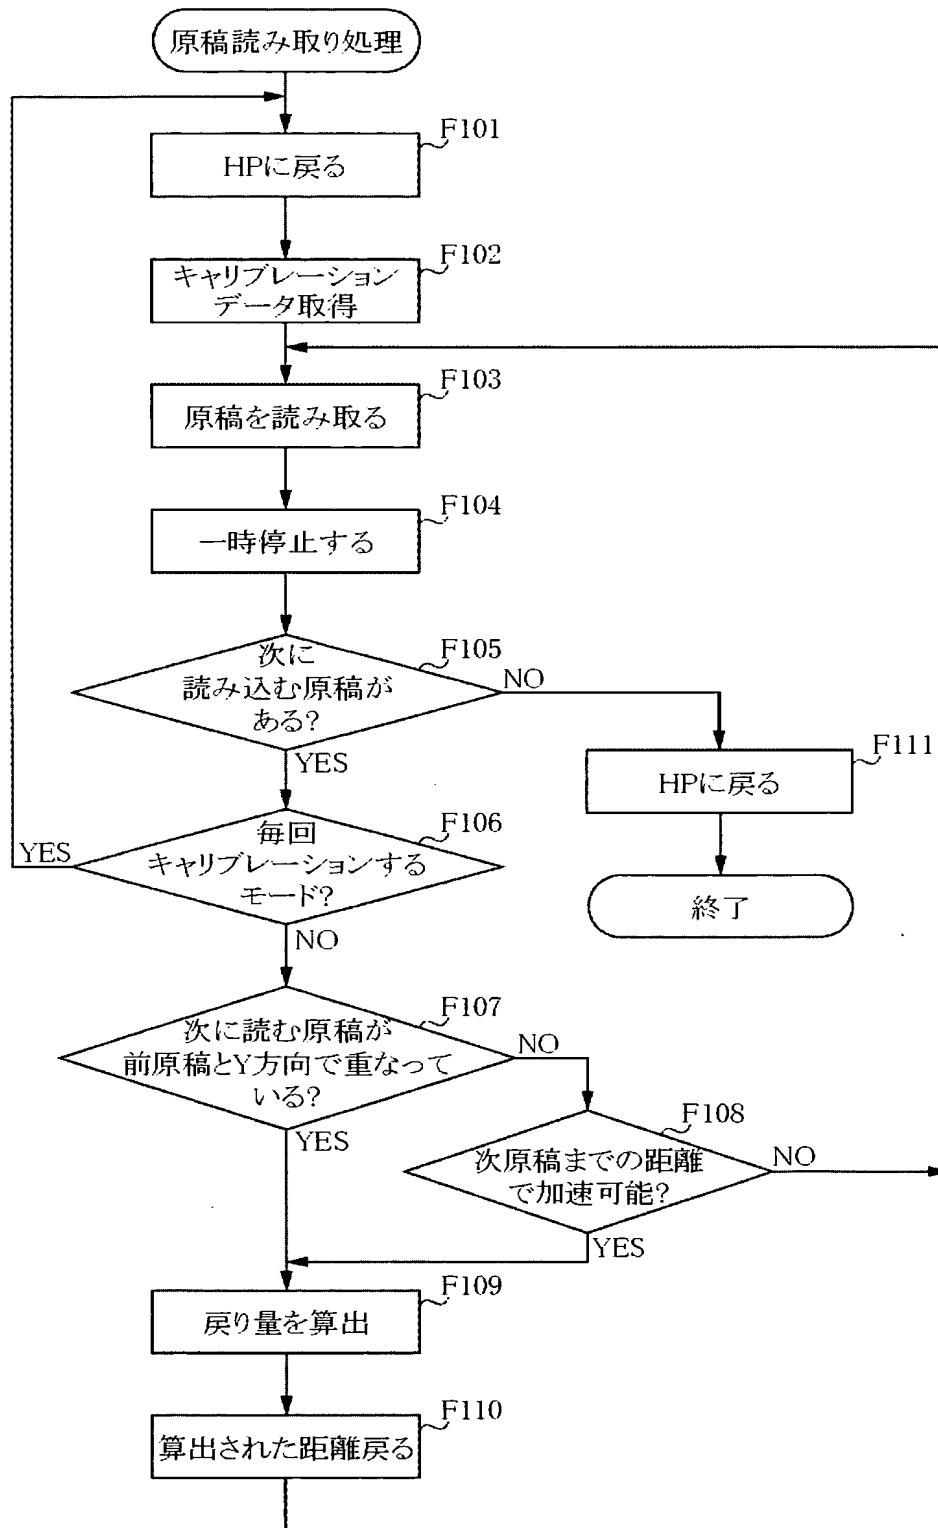 原稿読み取り処理
F101
HPに戻る
F102
キャリブレーション
データ取得
F103
原稿を読み取る
F104
一時停止する
F105
次に
読み込む原稿が
ある?
NO
YES
F111
HPに戻る
F106
毎回
キャリブレーションする
モード?
YES
NO
終了
F107
次に読む原稿が
前原稿とY方向で重なって
いる?
NO
YES
F108
次原稿までの距離
で加速可能?
NO
YES
F109
戻り量を算出
F110
算出された距離戻る